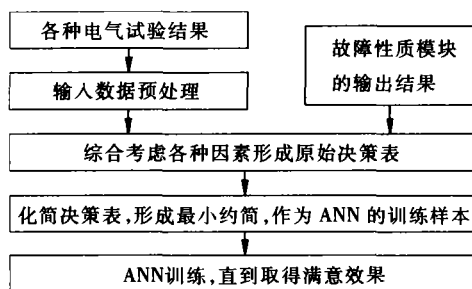 各种电气试验结果
故障性质模块
的输出结果
输入数据预处理
综合考虑各种因素形成原始决策表
化简决策表,形成最小约简,作为 ANN 的训练样本
ANN训练,直到取得满意效果